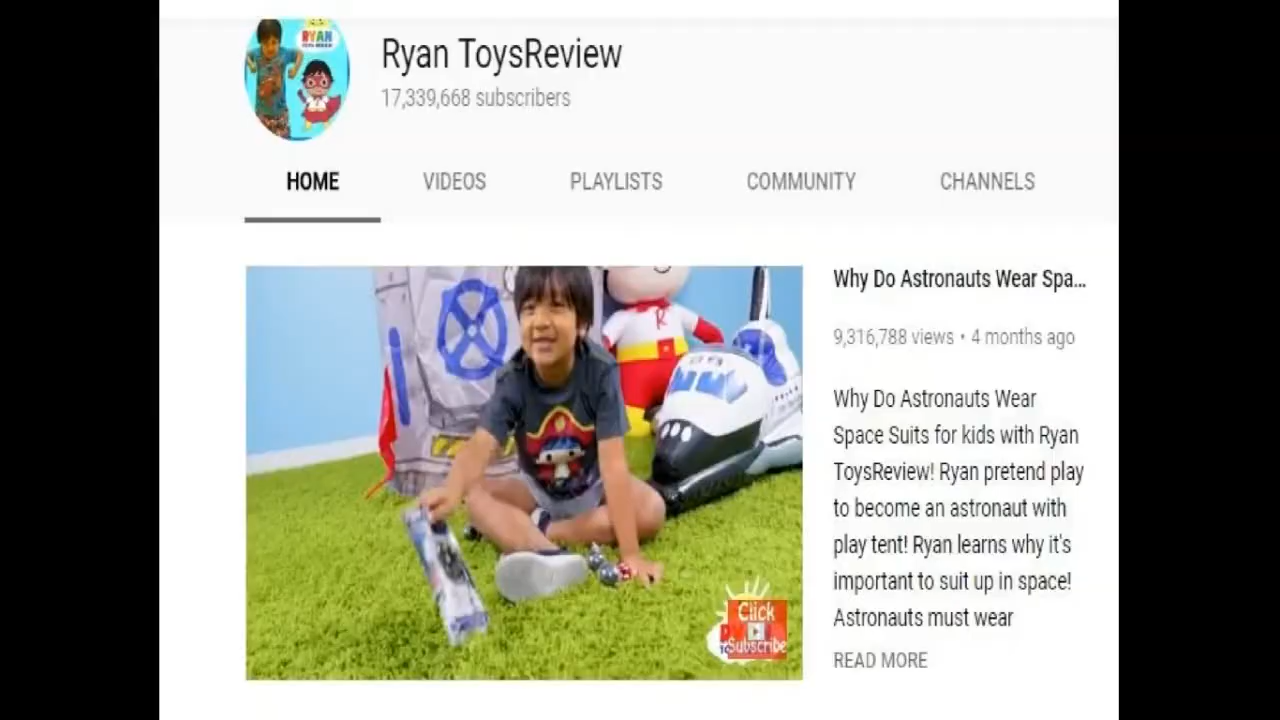 RYAN
Ryan ToysReview
17,339,668 subscribers
HOME
VIDEOS
PLAYLISTS
COMMUNITY
CHANNELS
R
Click
Subscribe
Why Do Astronauts Wear Spa...
9,316,788 views • 4 months ago
Why Do Astronauts Wear
Space Suits for kids with Ryan
ToysReview! Ryan pretend play
to become an astronaut with
play tent! Ryan learns why it's
important to suit up in space!
Astronauts must wear
READ MORE